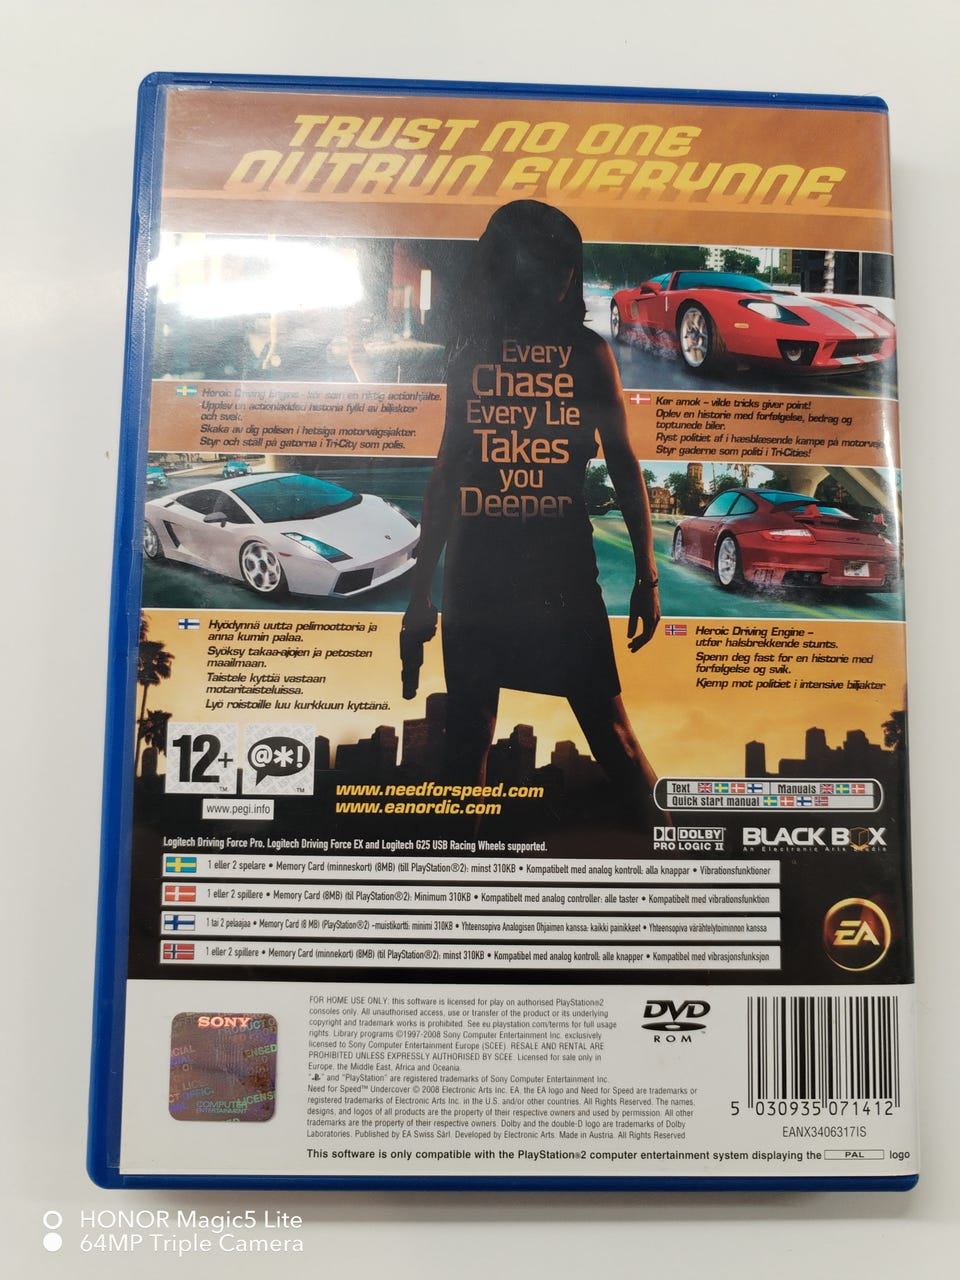 TRUST NO ONE
OUTRUN EVERYONE
Every
Chase
Every Lie
Takes
you
Deeper
Heroic Driving Engine - kör som en riktig actionhjälte.
Upplev en actionladdad historia fylld av biljakter
och svek.
Skaka av dig polisen i hetsiga motorvägsjakter.
Styr och ställ på gatorna i Tri-City som polis.
Kør amok – vilde tricks giver point!
Oplev en historie med forfølgelse, bedrag og
toptunede biler.
Ryst politiet af i hæsblæsende kampe på motorvej
Styr gaderne som politi i Tri-Cities!
Hyödynnä uutta pelimoottoria ja
anna kumin palaa.
Syöksy takaa-ajojen ja petosten
maailmaan.
Taistele kyttiä vastaan
motaritaisteluissa.
Lyö roistoille luu kurkkuun kyttänä.
Heroic Driving Engine –
utfør halsbrekkende stunts.
Spenn deg fast for en historie med
forfølgelse og svik.
Kjemp mot politiet i intensive biljakter
12+
TM
@*!
TM
www.pegi.info
www.needforspeed.com
www.eanordic.com
Text Manuals
Quick start manual
DOLBY
PRO LOGIC II
BLACK BOX
An Electronic Arts Studio
Logitech Driving Force Pro, Logitech Driving Force EX and Logitech G25 USB Racing Wheels supported.
1 eller 2 spelare • Memory Card (minneskort) (8MB) (till PlayStation®2): minst 310KB • Kompatibelt med analog kontroll: alla knappar • Vibrationsfunktioner
1 eller 2 spillere • Memory Card (8MB) (til PlayStation®2): Minimum 310KB • Kompatibelt med analog controller: alle taster • Kompatibelt med vibrationsfunktion
1 tai 2 pelaajaa • Memory Card (8 MB) (PlayStation®2) -muistikortti: minimi 310KB • Yhteensopiva Analogisen Ohjaimen kanssa: kaikki painikkeet • Yhteensopiva värähtelytoiminnon kanssa
1 eller 2 spillere • Memory Card (minnekort) (8MB) (til PlayStation®2): minst 310KB • Kompatibel med analog kontroll: alle knapper • Kompatibel med vibrasjonsfunksjon
EA
SONY
COMPUTER
ENTERTAINMENT
FOR HOME USE ONLY: this software is licensed for play on authorised PlayStation®2
consoles only. All unauthorised access, use or transfer of the product or its underlying
copyright and trademark works is prohibited. See eu.playstation.com/terms for full usage
rights. Library programs ©1997-2008 Sony Computer Entertainment Inc. exclusively
licensed to Sony Computer Entertainment Europe (SCEE). RESALE AND RENTAL ARE
PROHIBITED UNLESS EXPRESSLY AUTHORISED BY SCEE. Licensed for sale only in
Europe, the Middle East, Africa and Oceania.
" " and "PlayStation" are registered trademarks of Sony Computer Entertainment Inc.
Need for Speed™ Undercover © 2008 Electronic Arts Inc. EA, the EA logo and Need for Speed are trademarks or
registered trademarks of Electronic Arts Inc. in the U.S. and/or other countries. All Rights Reserved. The names,
designs, and logos of all products are the property of their respective owners and used by permission. All other
trademarks are the property of their respective owners. Dolby and the double-D logo are trademarks of Dolby
Laboratories. Published by EA Swiss Sàrl. Developed by Electronic Arts. Made in Austria. All Rights Reserved
This software is only compatible with the PlayStation®2 computer entertainment system displaying the PAL logo
DVD
ROM
5 030935 071412
EANX3406317IS
HONOR Magic5 Lite
64MP Triple Camera